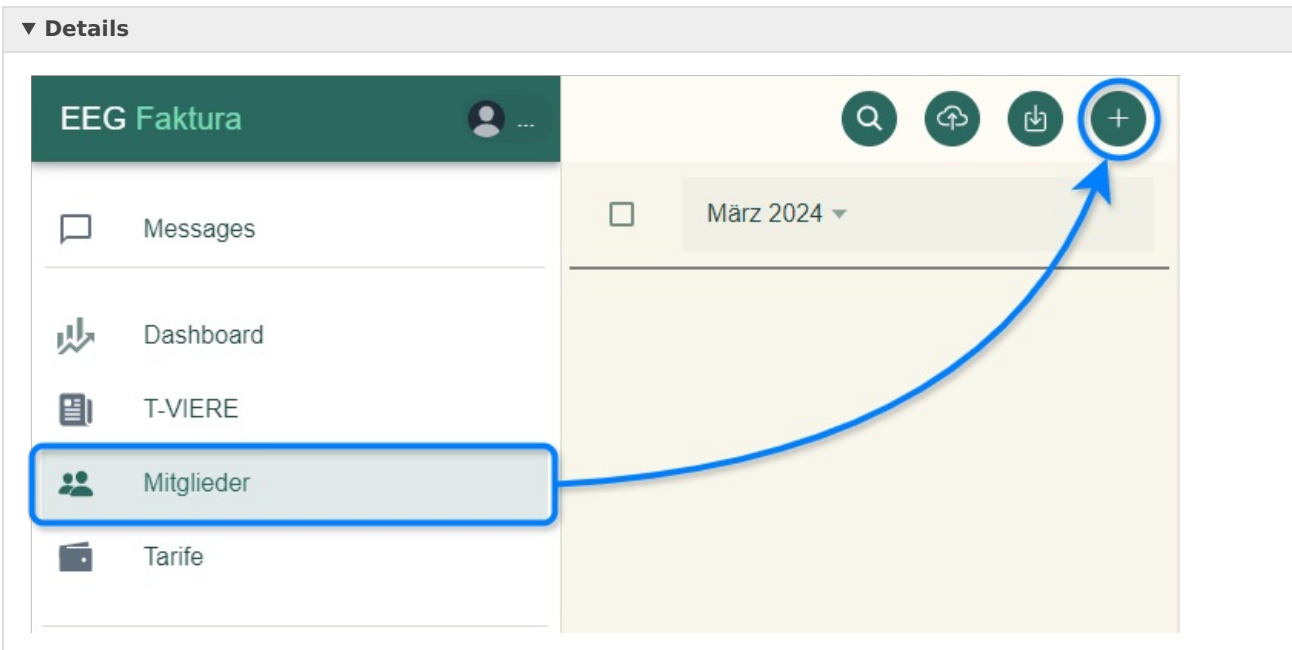 Details
EEG Faktura ...
Messages
März 2024
Dashboard
T-VIERE
Mitglieder
Tarife